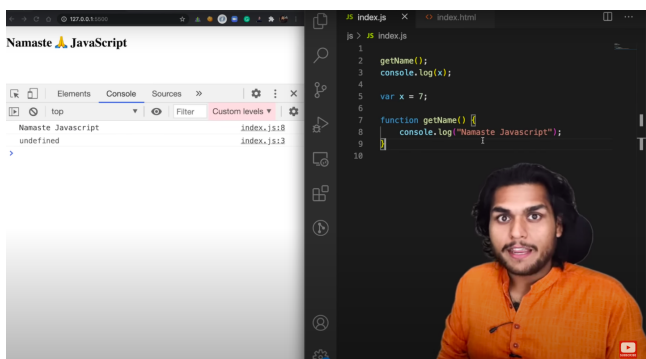 127.0.0.1:5500
Namaste 🙏 JavaScript
Elements Console Sources »
top Filter Custom levels ▼
Namaste Javascript index.js:8
undefined index.js:3
>
JS index.js × index.html
js > JS index.js
1
2 getName();
3 console.log(x);
4
5 var x = 7;
6
7 function getName() {
8 console.log("Namaste Javascript");
9 }
10